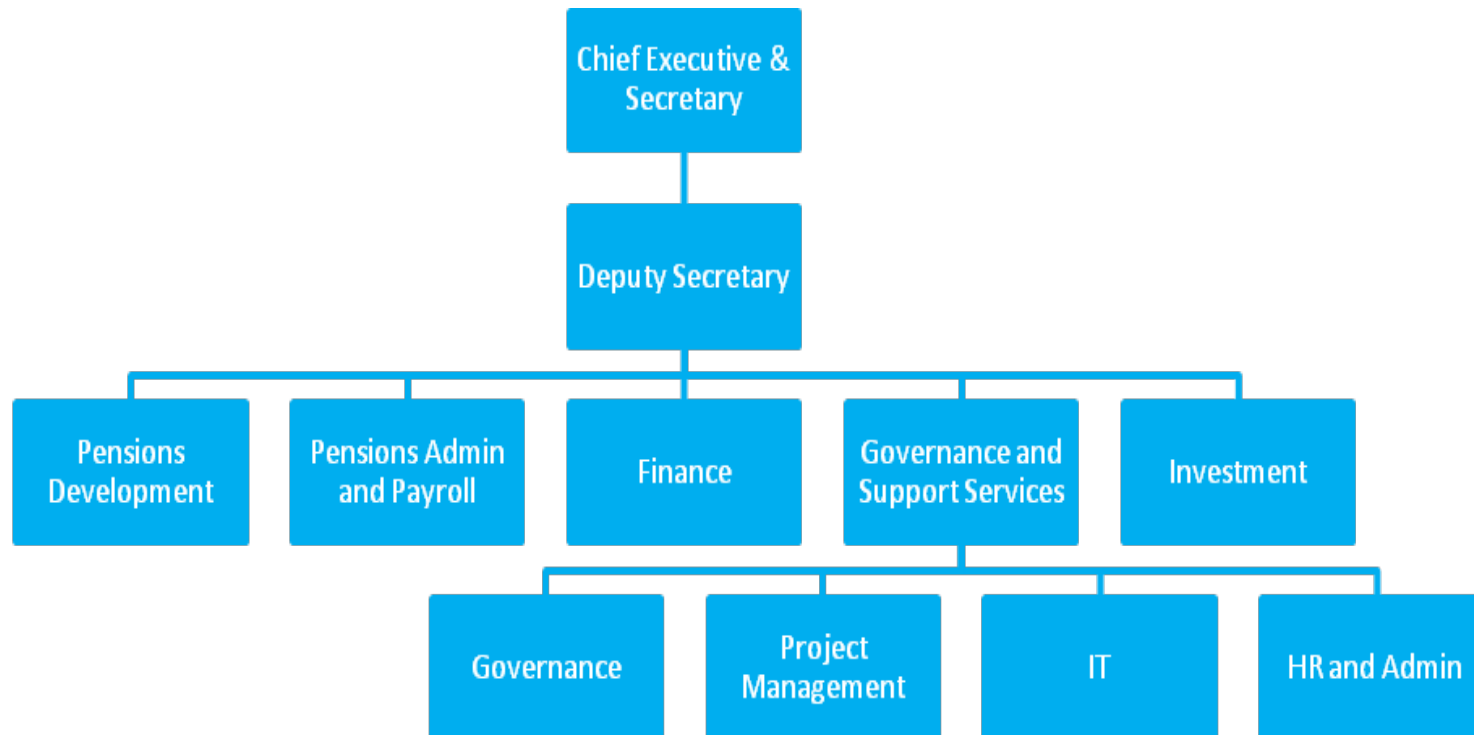 Chief Executive &
Secretary
Deputy Secretary
Pensions
Development
Pensions Admin
and Payroll
Finance
Governance and
Support Services
Investment
Governance
Project
Management
IT
HR and Admin